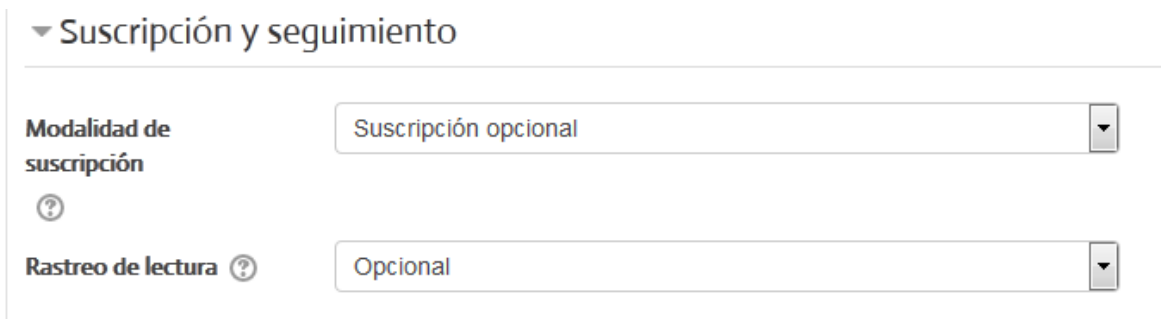 Suscripción y seguimiento
Modalidad de suscripción
Suscripción opcional
Rastreo de lectura
Opcional